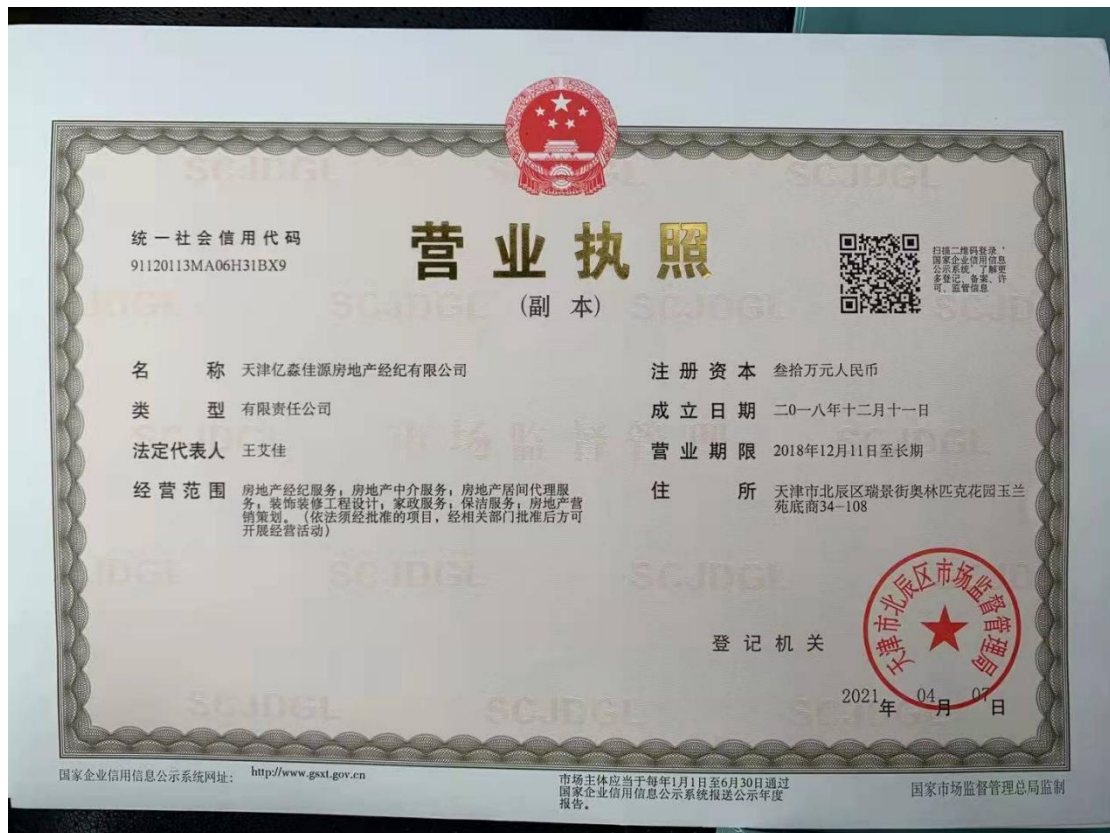 统一社会信用代码
91120113MA06H31BX9
营业执照
(副 本)
扫描二维码登录‘
国家企业信用信息
公示系统’了解更
多登记、备案、许
可、监管信息
名 称 天津亿淼佳源房地产经纪有限公司
类 型 有限责任公司
法定代表人 王艾佳
经营范围 房地产经纪服务；房地产中介服务；房地产居间代理服
务；装饰装修工程设计；家政服务；保洁服务；房地产营
销策划。（依法须经批准的项目，经相关部门批准后方可
开展经营活动）
注册资本 叁拾万元人民币
成立日期 二0一八年十二月十一日
营业期限 2018年12月11日至长期
住 所 天津市北辰区瑞景街奥林匹克花园玉兰
苑底商34-108
登记机关
天津市北辰区市场监督管理局
2021年 04月 07日
国家企业信用信息公示系统网址： http://www.gsxt.gov.cn
市场主体应当于每年1月1日至6月30日通过
国家企业信用信息公示系统报送公示年度
报告。
国家市场监督管理总局监制